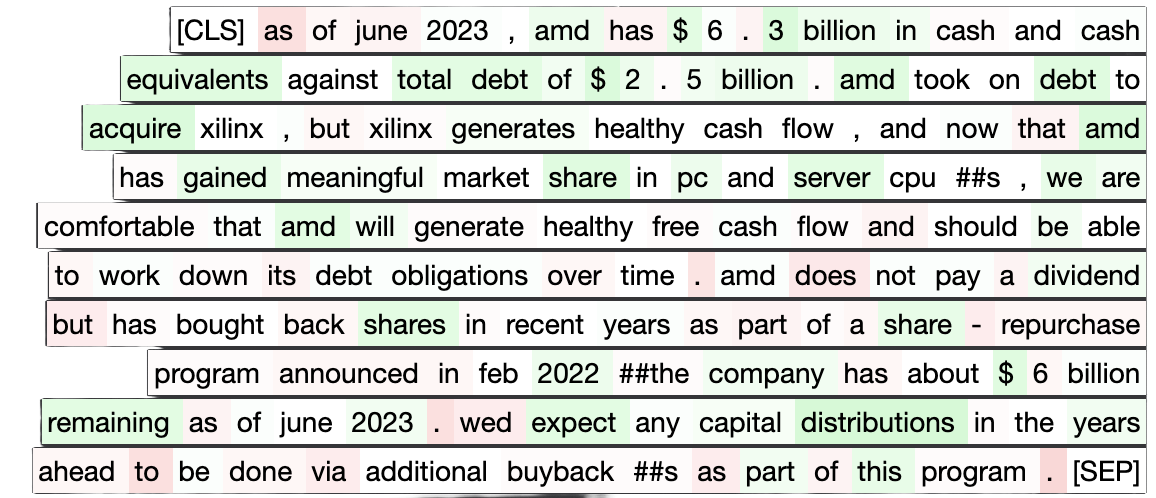 [CLS] as of june 2023 , amd has $ 6 . 3 billion in cash and cash
equivalents against total debt of $ 2 . 5 billion . amd took on debt to
acquire xilinx , but xilinx generates healthy cash flow , and now that amd
has gained meaningful market share in pc and server cpu ##s , we are
comfortable that amd will generate healthy free cash flow and should be able
to work down its debt obligations over time . amd does not pay a dividend
but has bought back shares in recent years as part of a share - repurchase
program announced in feb 2022 ##the company has about $ 6 billion
remaining as of june 2023 . wed expect any capital distributions in the years
ahead to be done via additional buyback ##s as part of this program . [SEP]